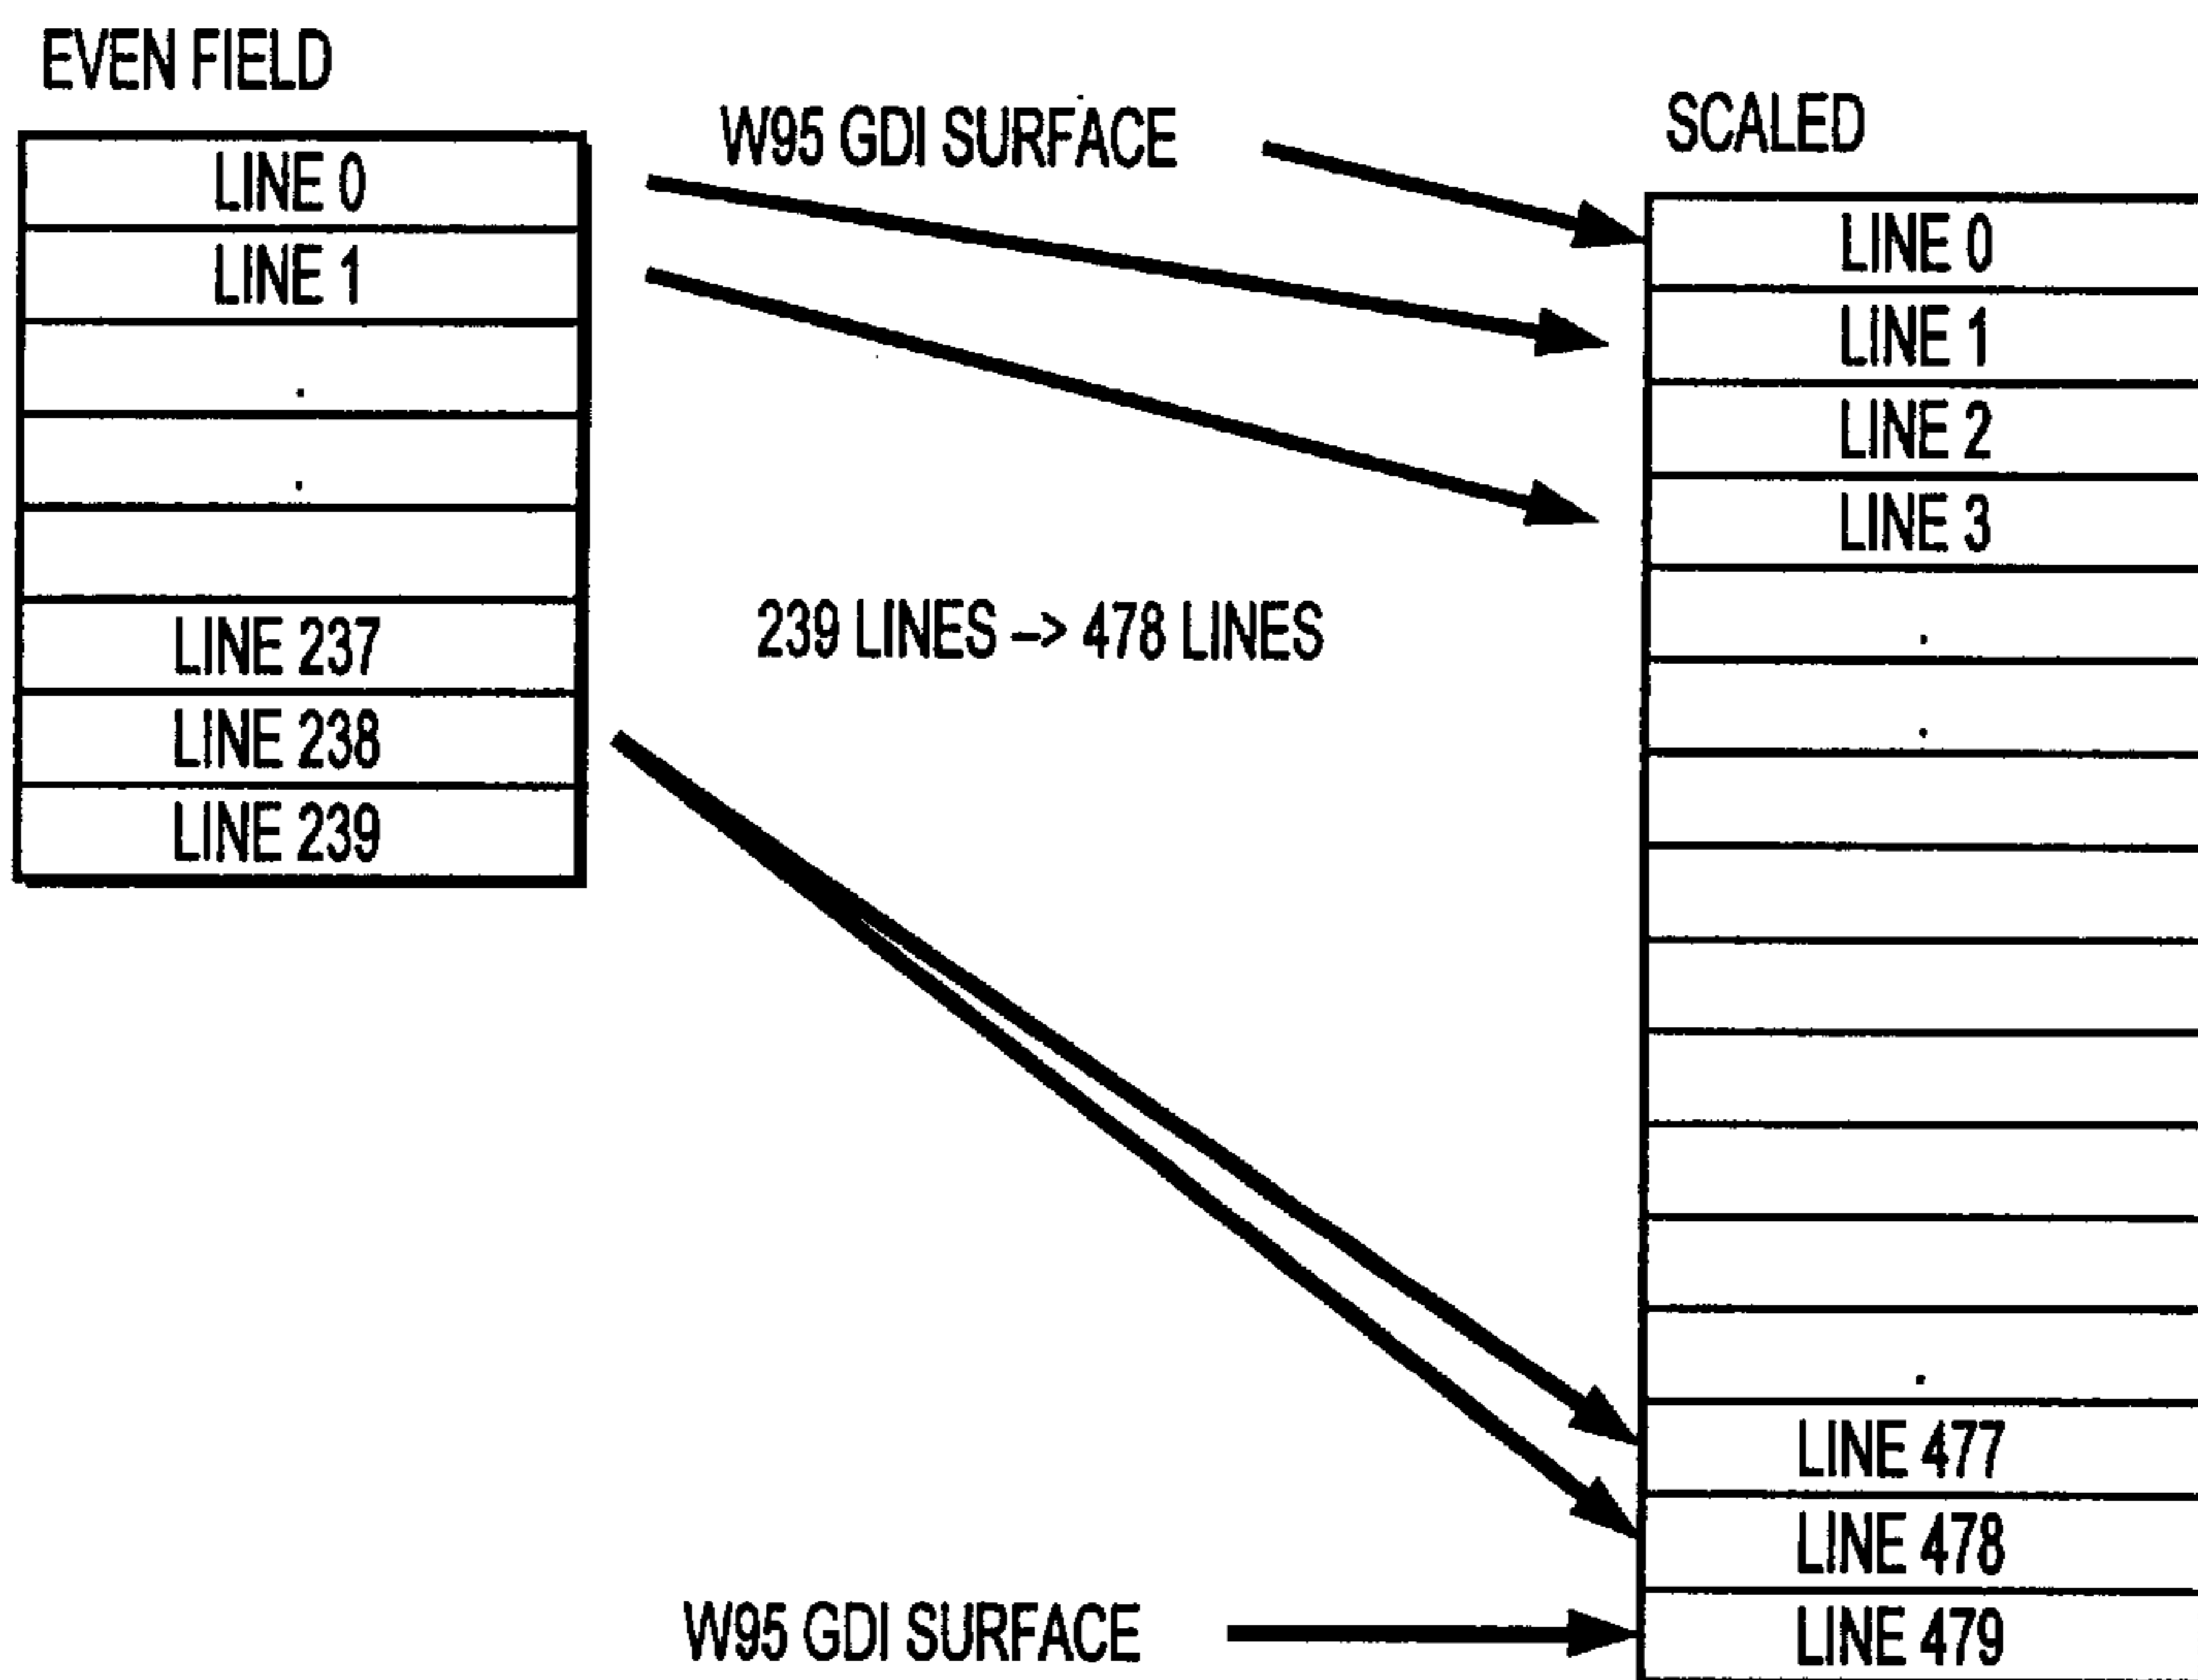 EVEN FIELD
LINE 0
LINE 1
.
.
LINE 237
LINE 238
LINE 239
W95 GDI SURFACE
239 LINES –> 478 LINES
W95 GDI SURFACE
SCALED
LINE 0
LINE 1
LINE 2
LINE 3
.
.
.
LINE 477
LINE 478
LINE 479